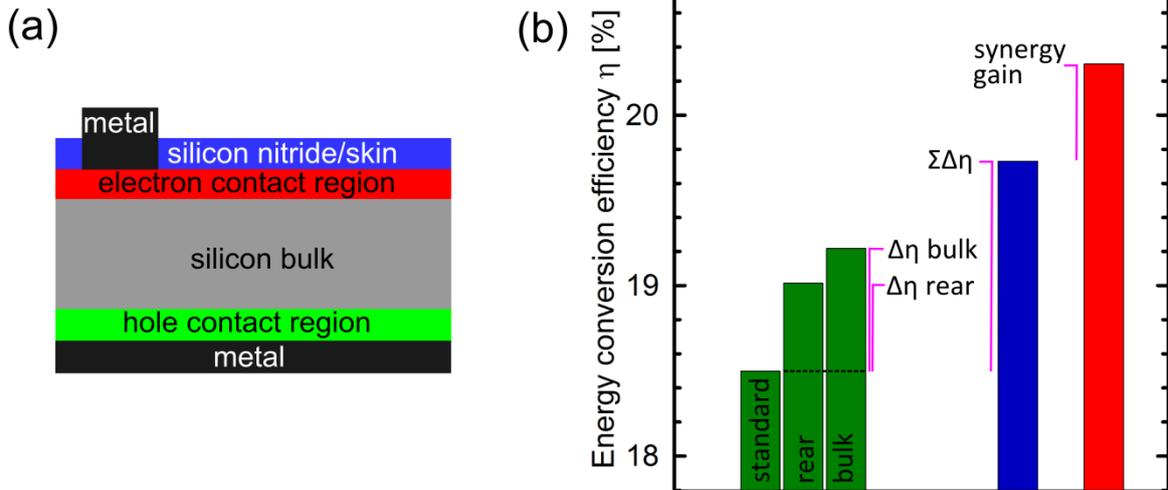 (a)
metal
silicon nitride/skin
electron contact region
silicon bulk
hole contact region
metal
(b)
Energy conversion efficiency η [%]
20
19
18
standard
rear
bulk
Δη bulk
Δη rear
ΣΔη
synergy
gain